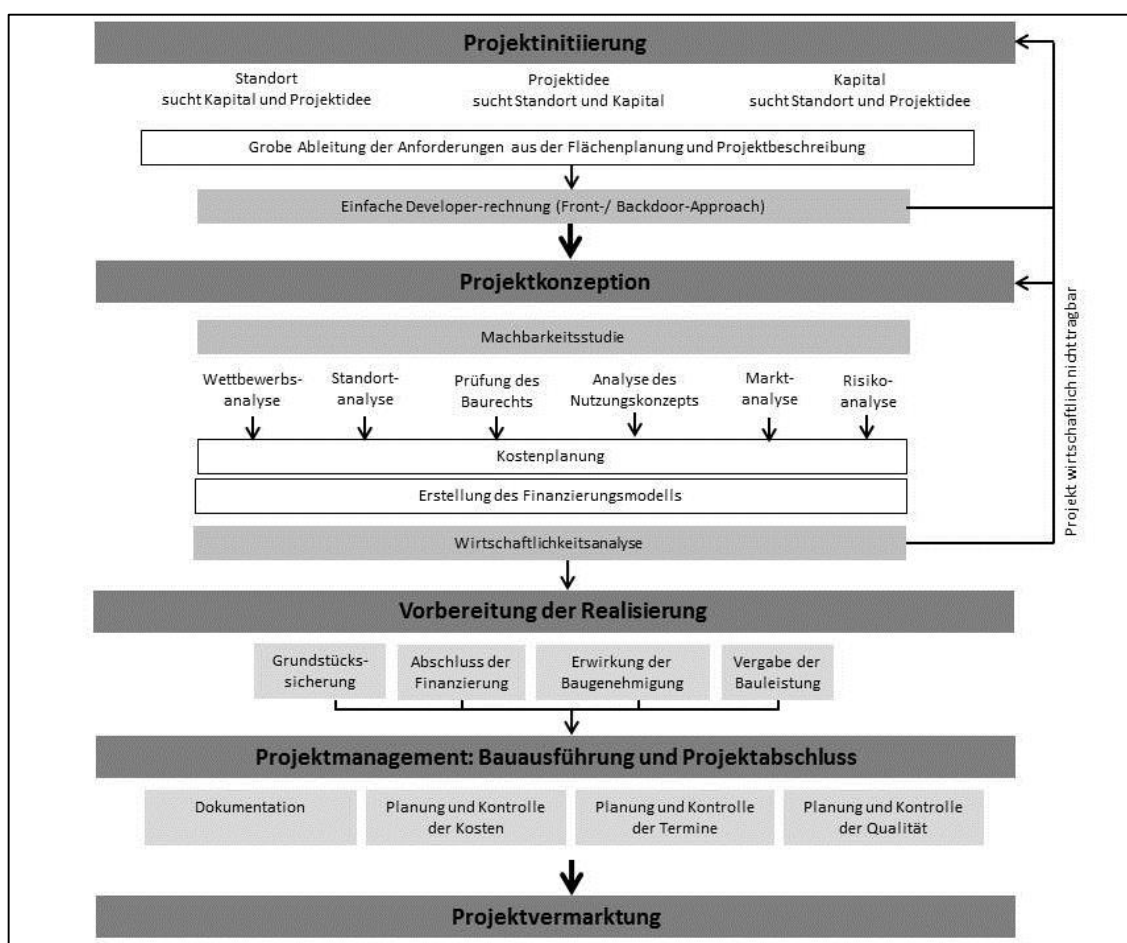 Projektinitiierung
Standort
sucht Kapital und Projektidee
Projektidee
sucht Standort und Kapital
Kapital
sucht Standort und Projektidee
Grobe Ableitung der Anforderungen aus der Flächenplanung und Projektbeschreibung
Einfache Developer-rechnung (Front-/ Backdoor-Approach)
Projektkonzeption
Machbarkeitsstudie
Wettbewerbs-
analyse
Standort-
analyse
Prüfung des
Baurechts
Analyse des
Nutzungskonzepts
Markt-
analyse
Risiko-
analyse
Kostenplanung
Erstellung des Finanzierungsmodells
Wirtschaftlichkeitsanalyse
Projekt wirtschaftlich nicht tragbar
Vorbereitung der Realisierung
Grundstücks-
sicherung
Abschluss der
Finanzierung
Erwirkung der
Baugenehmigung
Vergabe der
Bauleistung
Projektmanagement: Bauausführung und Projektabschluss
Dokumentation
Planung und Kontrolle
der Kosten
Planung und Kontrolle
der Termine
Planung und Kontrolle
der Qualität
Projektvermarktung